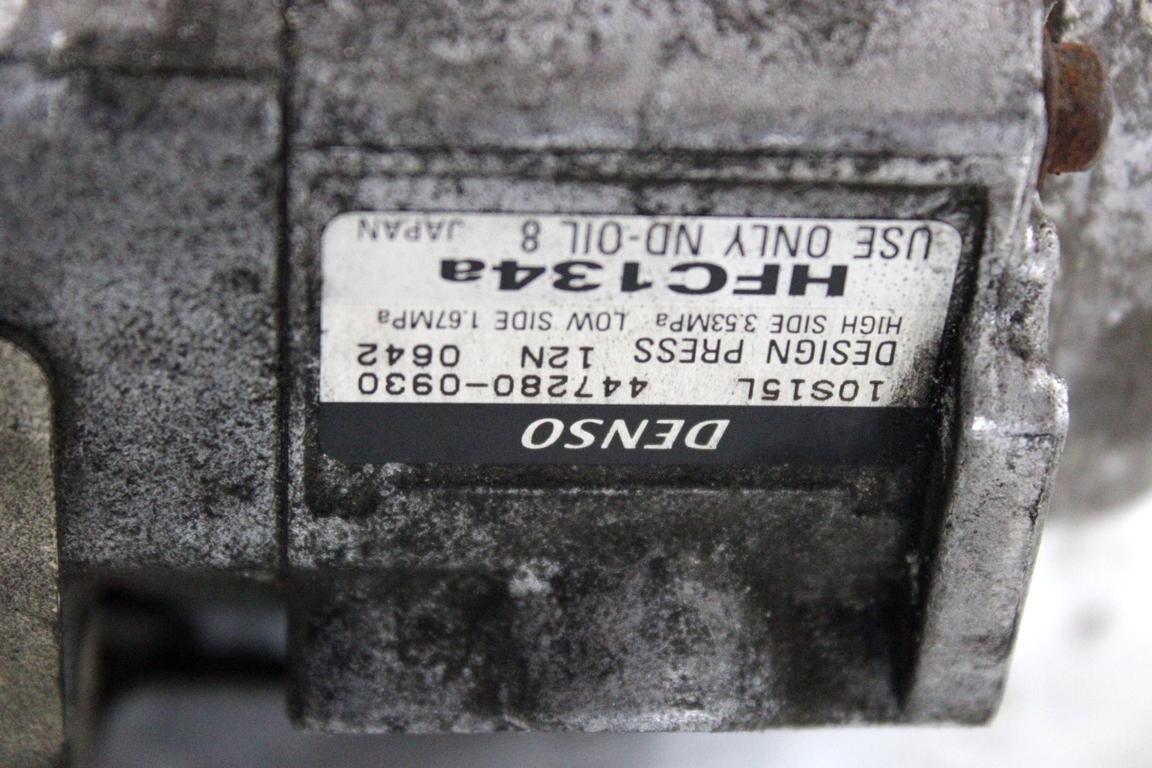 DENSO
10S15L 447280-0930
DESIGN PRESS 12N 0642
HIGH SIDE 3.53MPa LOW SIDE 1.67MPa
HFC134a
USE ONLY ND-OIL 8 JAPAN